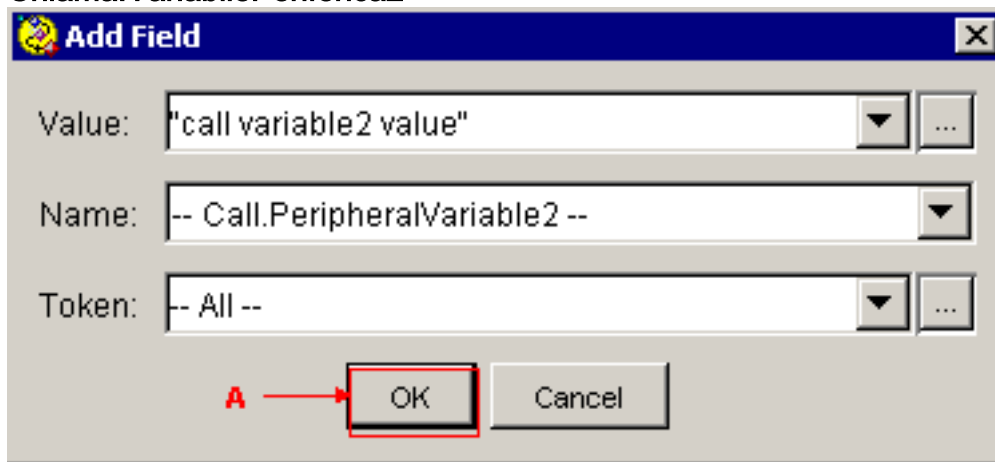 Add Field
Value: "call variable2 value" ...
Name: -- Call.PeripheralVariable2 --
Token: -- All -- ...
A OK Cancel